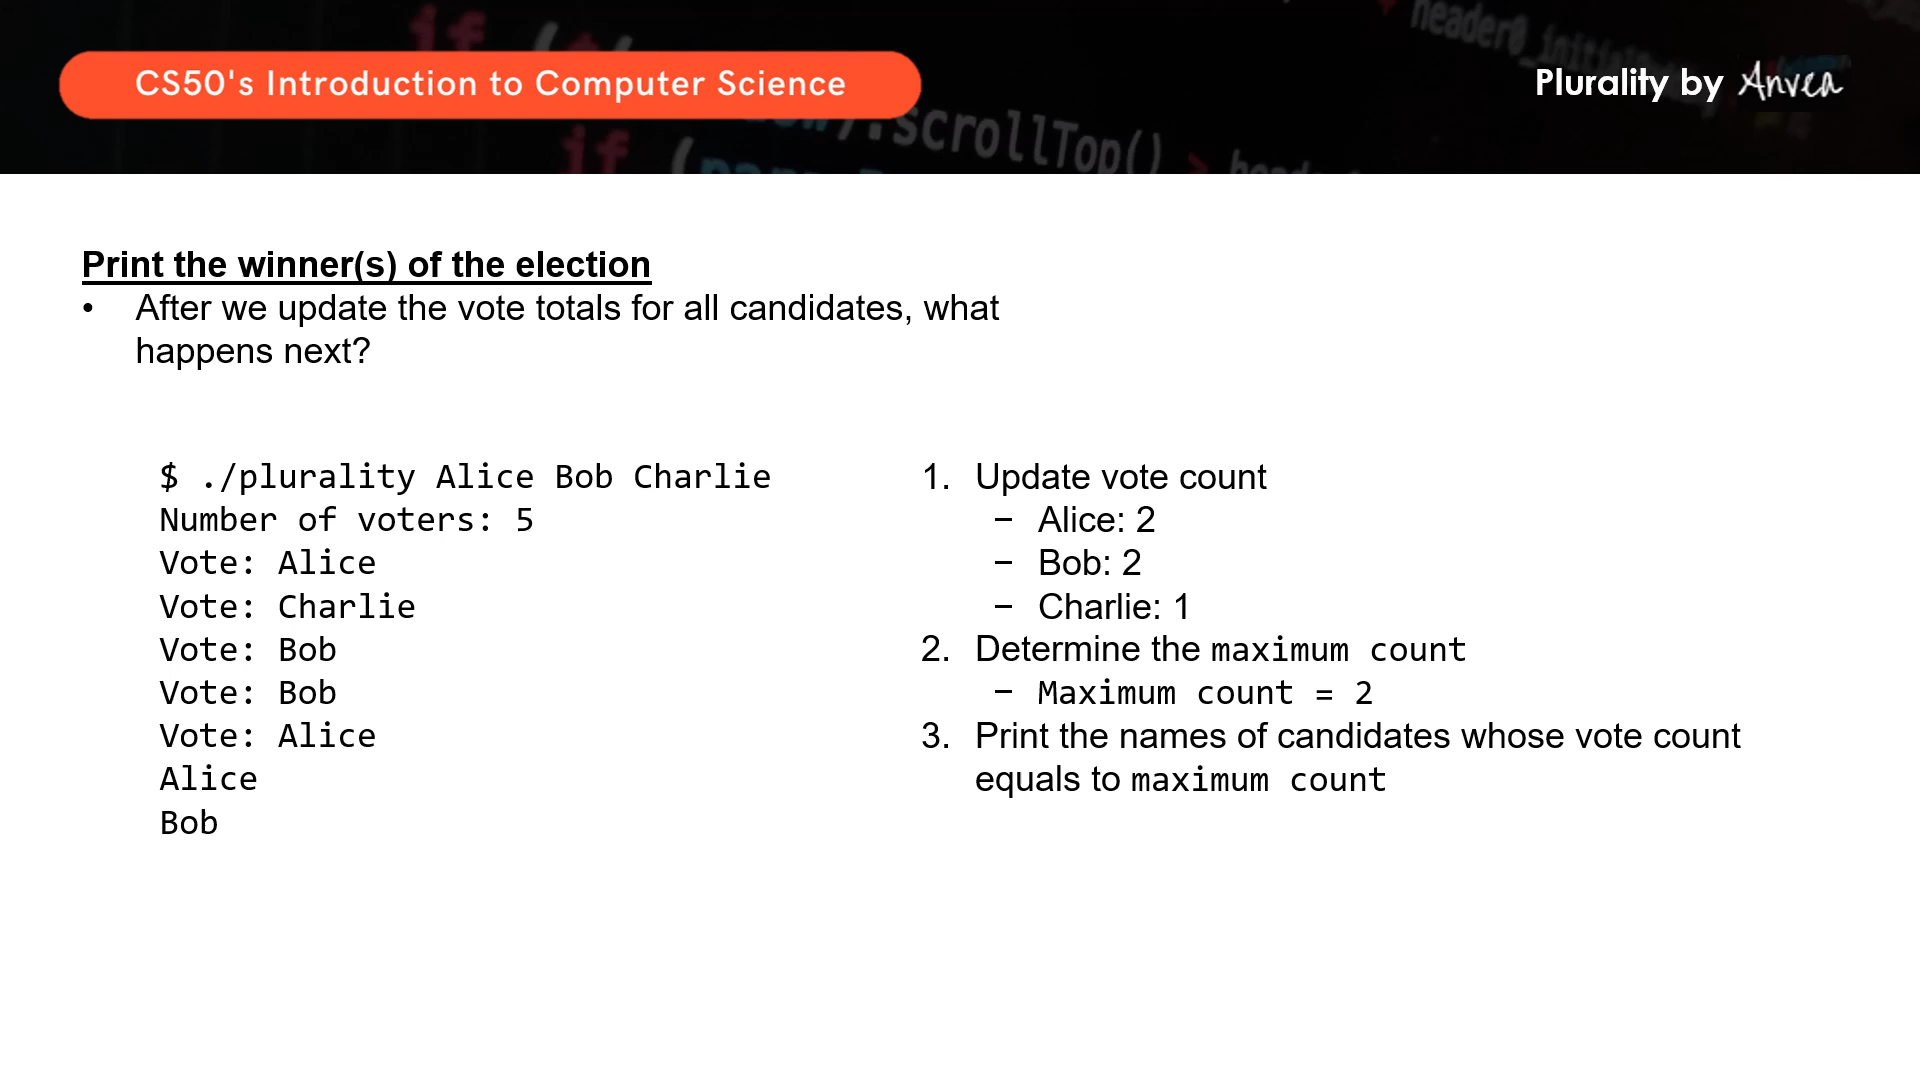 if (
header0_initi
CS50's Introduction to Computer Science
Plurality by Anvea
.scrollTop() >
if (
Print the winner(s) of the election
• After we update the vote totals for all candidates, what
happens next?
$ ./plurality Alice Bob Charlie
Number of voters: 5
Vote: Alice
Vote: Charlie
Vote: Bob
Vote: Bob
Vote: Alice
Alice
Bob
1. Update vote count
– Alice: 2
– Bob: 2
– Charlie: 1
2. Determine the maximum count
– Maximum count = 2
3. Print the names of candidates whose vote count
equals to maximum count